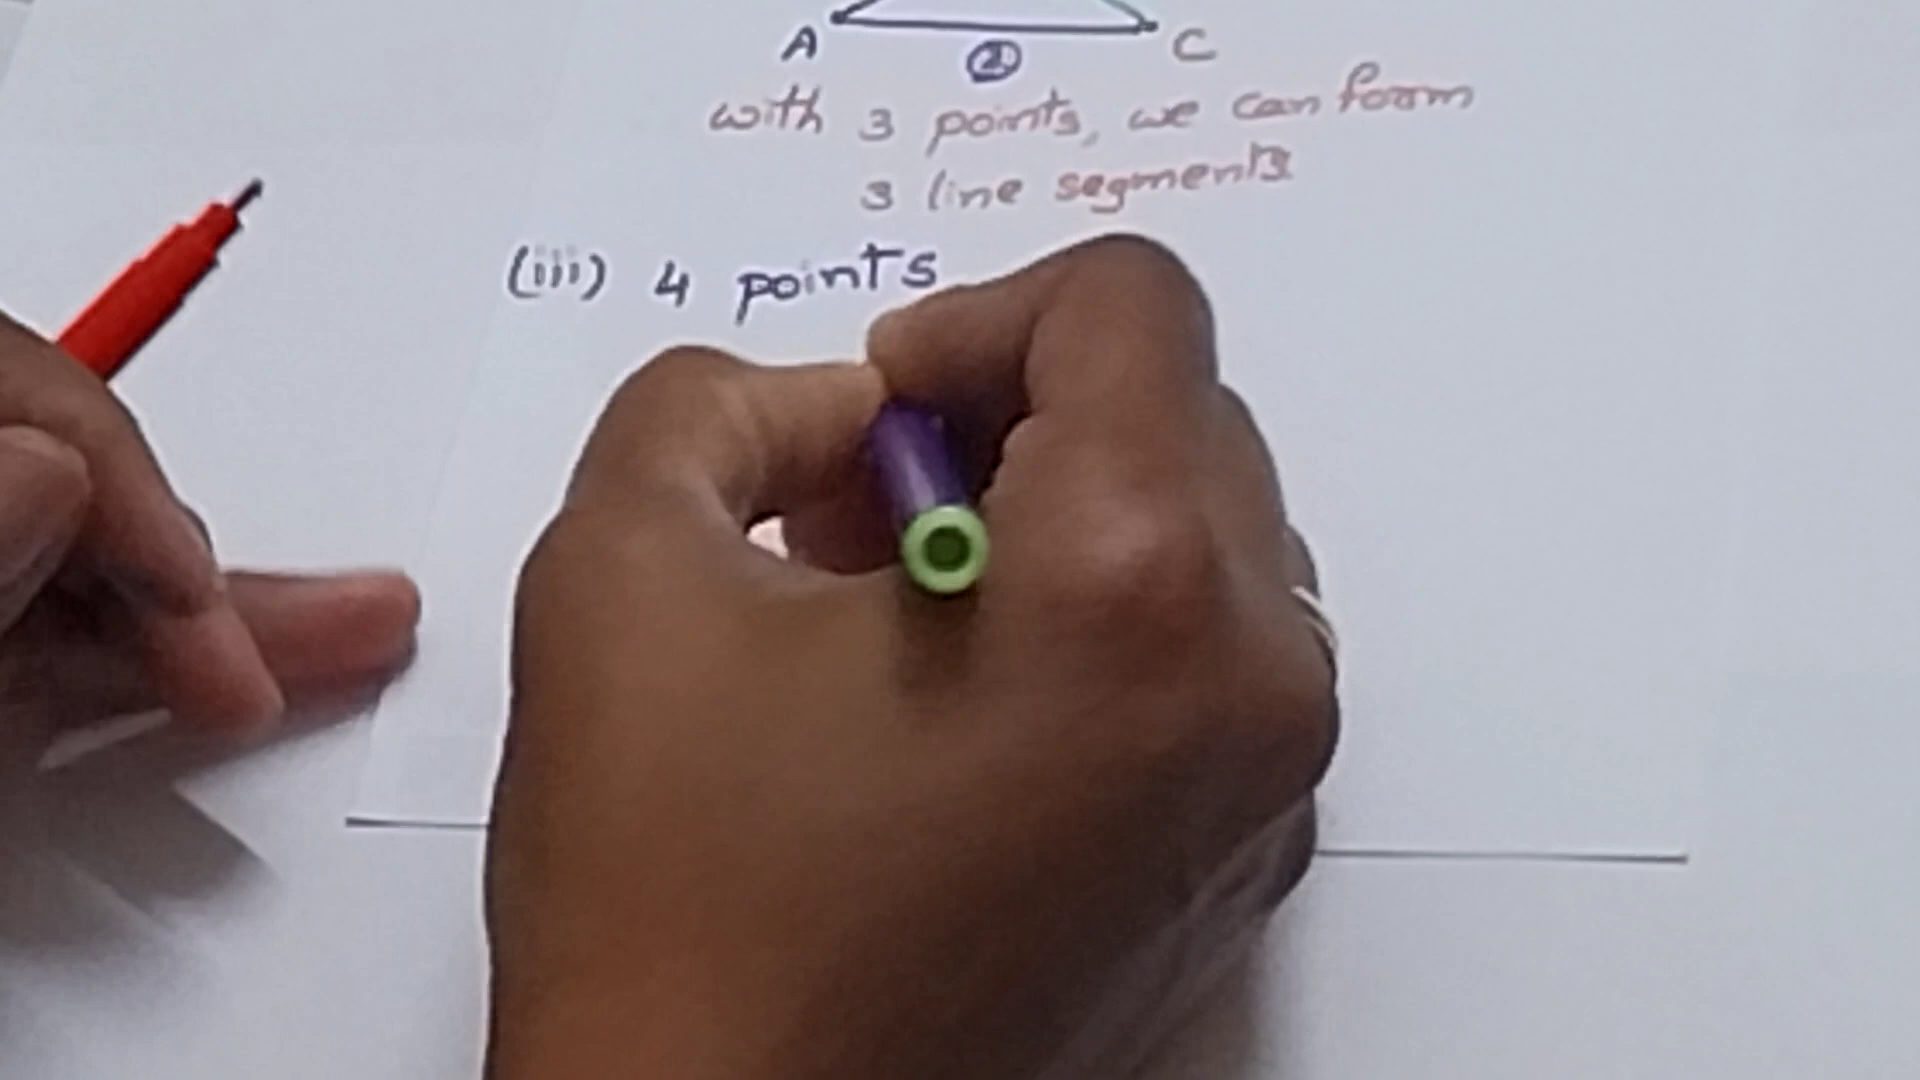 A ② C
with 3 points, we can form
3 line segments
(iii) 4 points